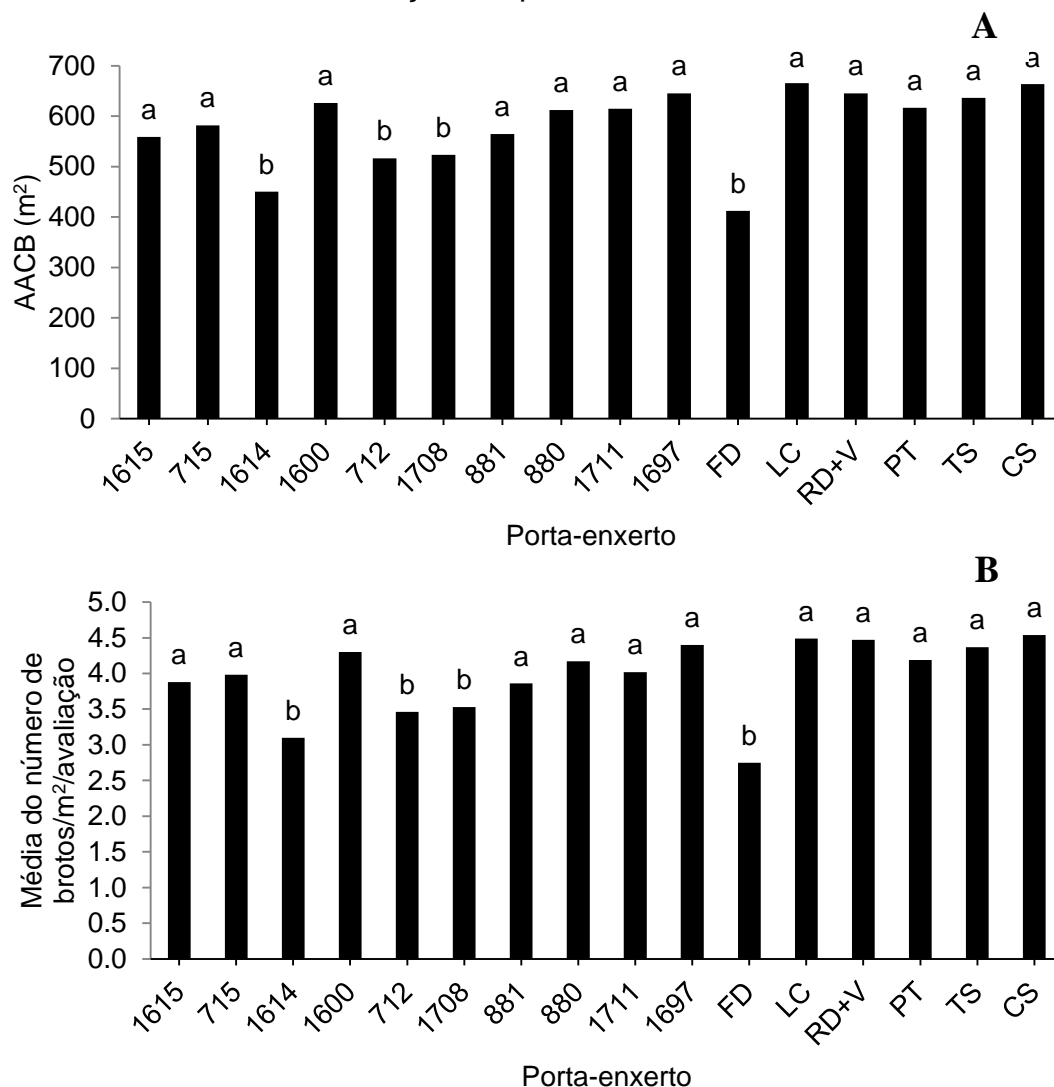 A
a a b a b b a a a a b a a a a a
700
600
500
400
300
200
100
0
AACB (m²)
1615 715 1614 1600 712 1708 881 880 1711 1697 FD LC RD+V PT TS CS
Porta-enxerto
B
a a b a b b a a a a b a a a a a
5.0
4.5
4.0
3.5
3.0
2.5
2.0
1.5
1.0
0.5
0.0
Média do número de
brotos/m²/avaliação
1615 715 1614 1600 712 1708 881 880 1711 1697 FD LC RD+V PT TS CS
Porta-enxerto